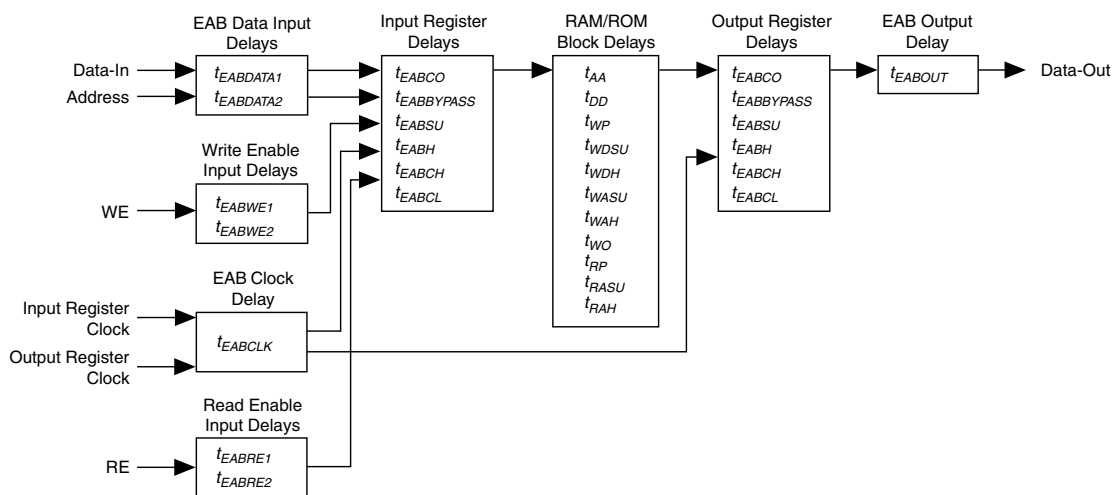 EAB Data Input
Delays
Data-In
Address
tEABDATA1
tEABDATA2
Write Enable
Input Delays
WE
tEABWE1
tEABWE2
EAB Clock
Delay
Input Register
Clock
Output Register
Clock
tEABCLK
Read Enable
Input Delays
RE
tEABRE1
tEABRE2
Input Register
Delays
tEABCO
tEABBYPASS
tEABSU
tEABH
tEABCH
tEABCL
RAM/ROM
Block Delays
tAA
tDD
tWP
tWDSU
tWDH
tWASU
tWAH
tWO
tRP
tRASU
tRAH
Output Register
Delays
tEABCO
tEABBYPASS
tEABSU
tEABH
tEABCH
tEABCL
EAB Output
Delay
tEABOUT
Data-Out